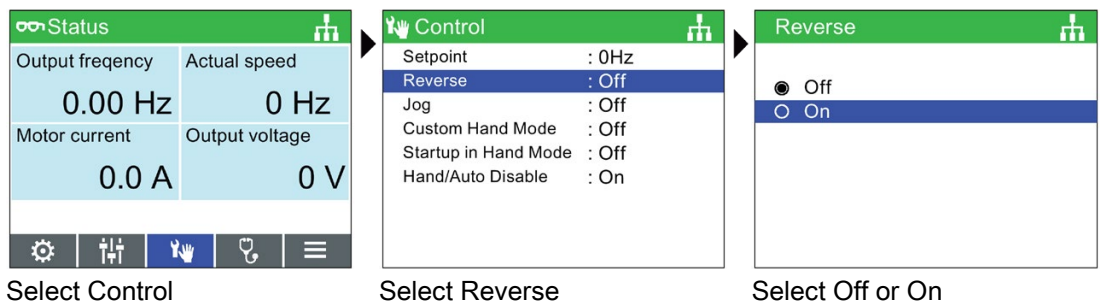 Status
Output freqency
Actual speed
0.00 Hz
0 Hz
Motor current
Output voltage
0.0 A
0 V
Select Control
Control
Setpoint : 0Hz
Reverse : Off
Jog : Off
Custom Hand Mode : Off
Startup in Hand Mode : Off
Hand/Auto Disable : On
Select Reverse
Reverse
Off
On
Select Off or On